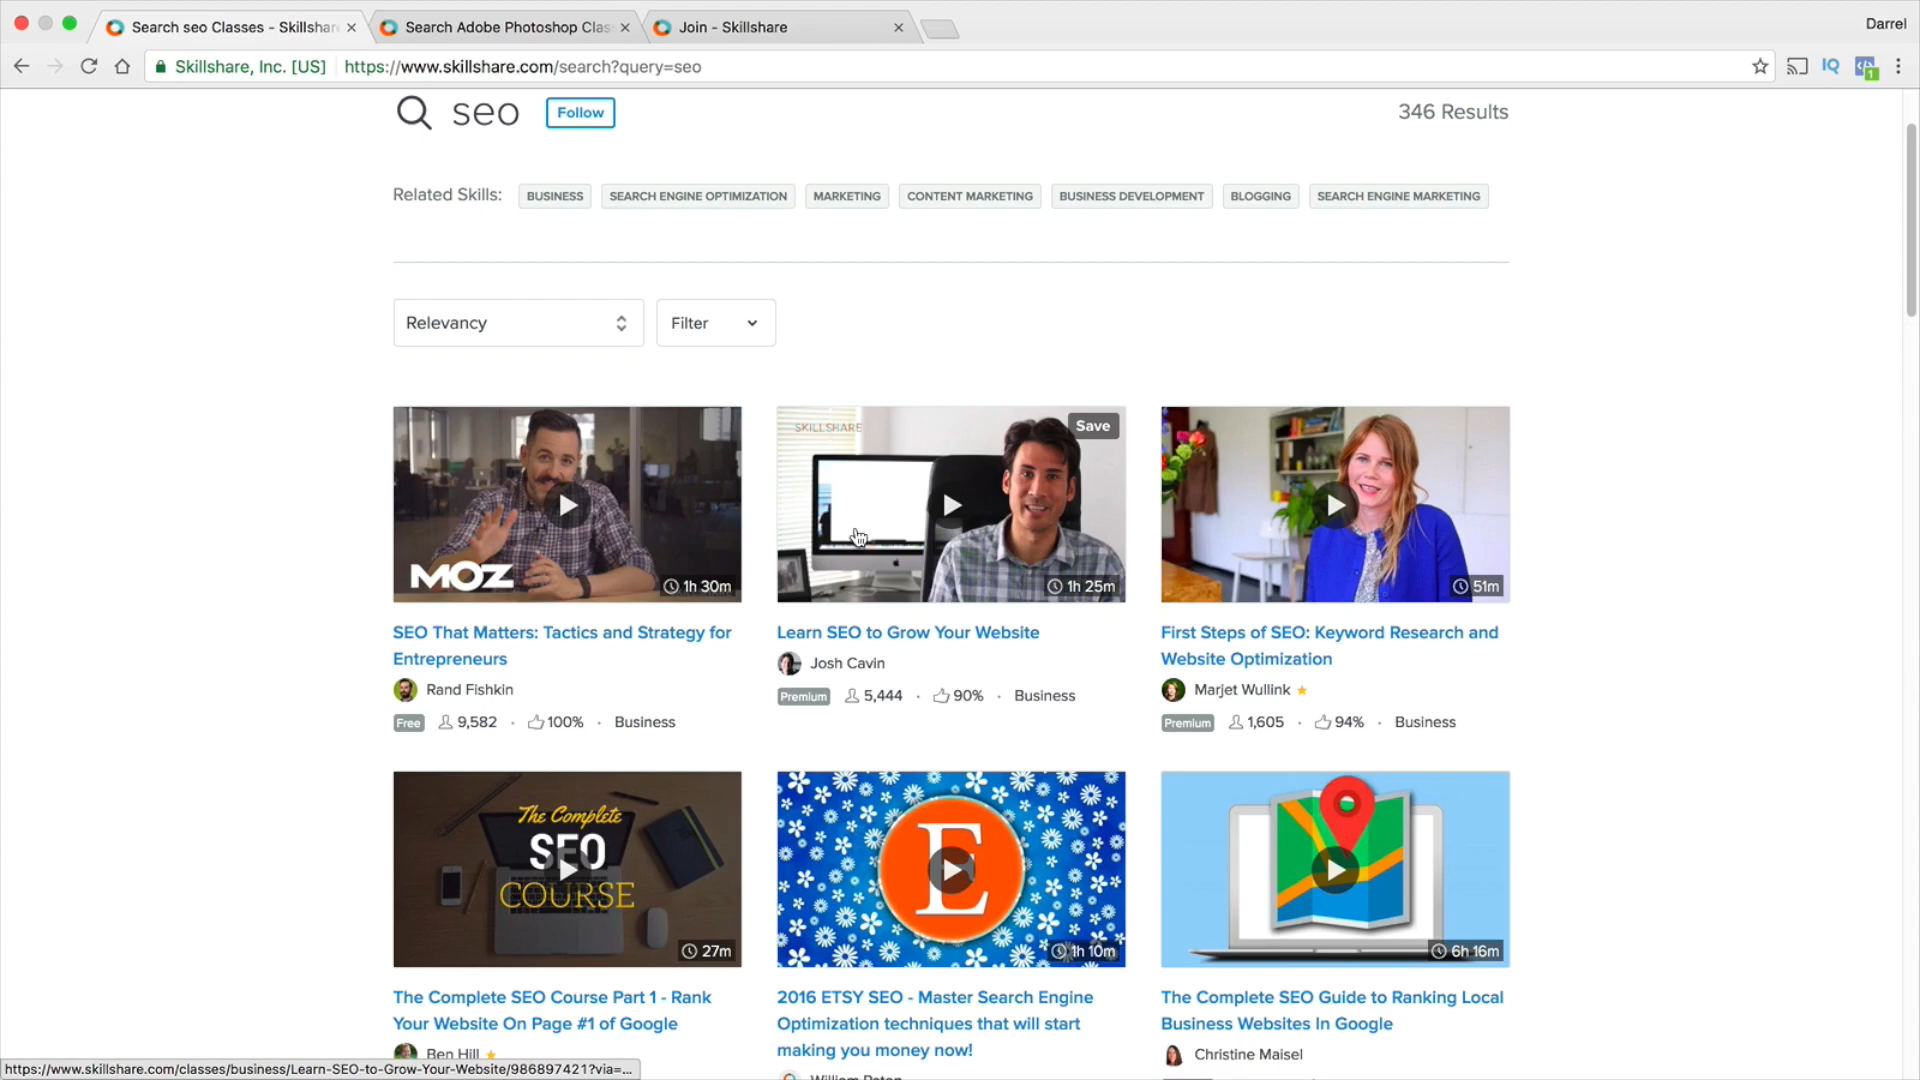 Search seo Classes - Skillshar
Search Adobe Photoshop Clas
Join - Skillshare
Darrel
Skillshare, Inc. [US]
https://www.skillshare.com/search?query=seo
IQ
1
seo
Follow
346 Results
Related Skills:
BUSINESS
SEARCH ENGINE OPTIMIZATION
MARKETING
CONTENT MARKETING
BUSINESS DEVELOPMENT
BLOGGING
SEARCH ENGINE MARKETING
Relevancy
Filter
MOZ
1h 30m
SKILLSHARE
Save
1h 25m
51m
SEO That Matters: Tactics and Strategy for
Entrepreneurs
Rand Fishkin
Free 9,582 · 100% · Business
Learn SEO to Grow Your Website
Josh Cavin
Premium 5,444 · 90% · Business
First Steps of SEO: Keyword Research and
Website Optimization
Marjet Wullink
Premium 1,605 · 94% · Business
The Complete
SEO
COURSE
27m
E
1h 10m
6h 16m
The Complete SEO Course Part 1 - Rank
Your Website On Page #1 of Google
Ben Hill
2016 ETSY SEO - Master Search Engine
Optimization techniques that will start
making you money now!
The Complete SEO Guide to Ranking Local
Business Websites In Google
Christine Maisel
https://www.skillshare.com/classes/business/Learn-SEO-to-Grow-Your-Website/986897421?via=...